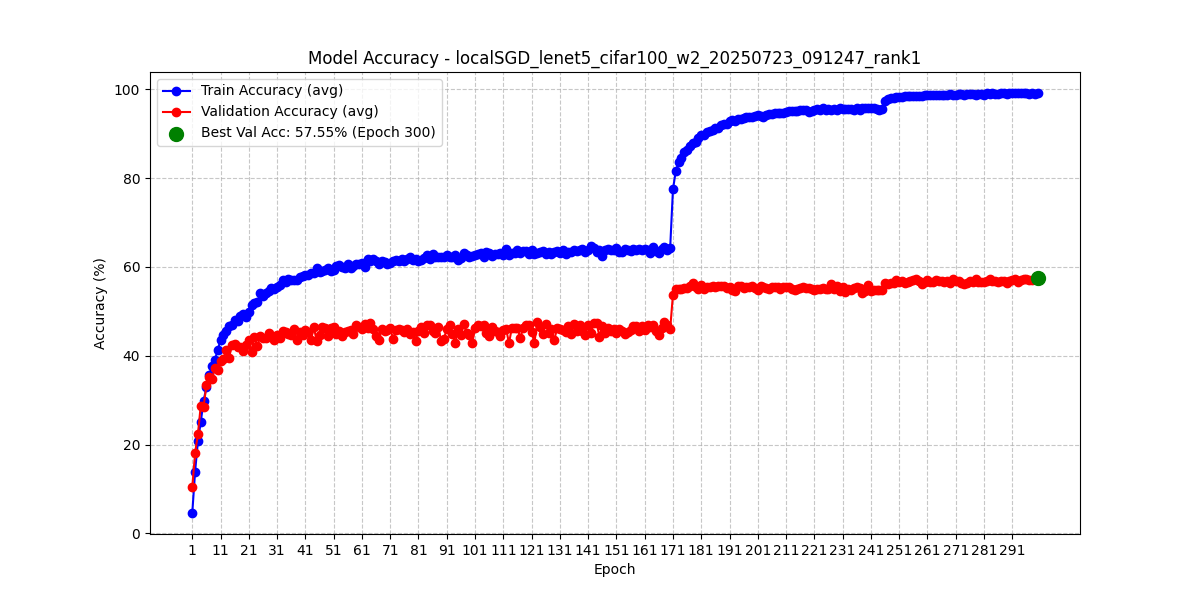 Model Accuracy - localSGD_lenet5_cifar100_w2_20250723_091247_rank1
Train Accuracy (avg)
Validation Accuracy (avg)
Best Val Acc: 57.55% (Epoch 300)
Accuracy (%)
100
80
60
40
20
0
1 11 21 31 41 51 61 71 81 91 101 111 121 131 141 151 161 171 181 191 201 211 221 231 241 251 261 271 281 291
Epoch